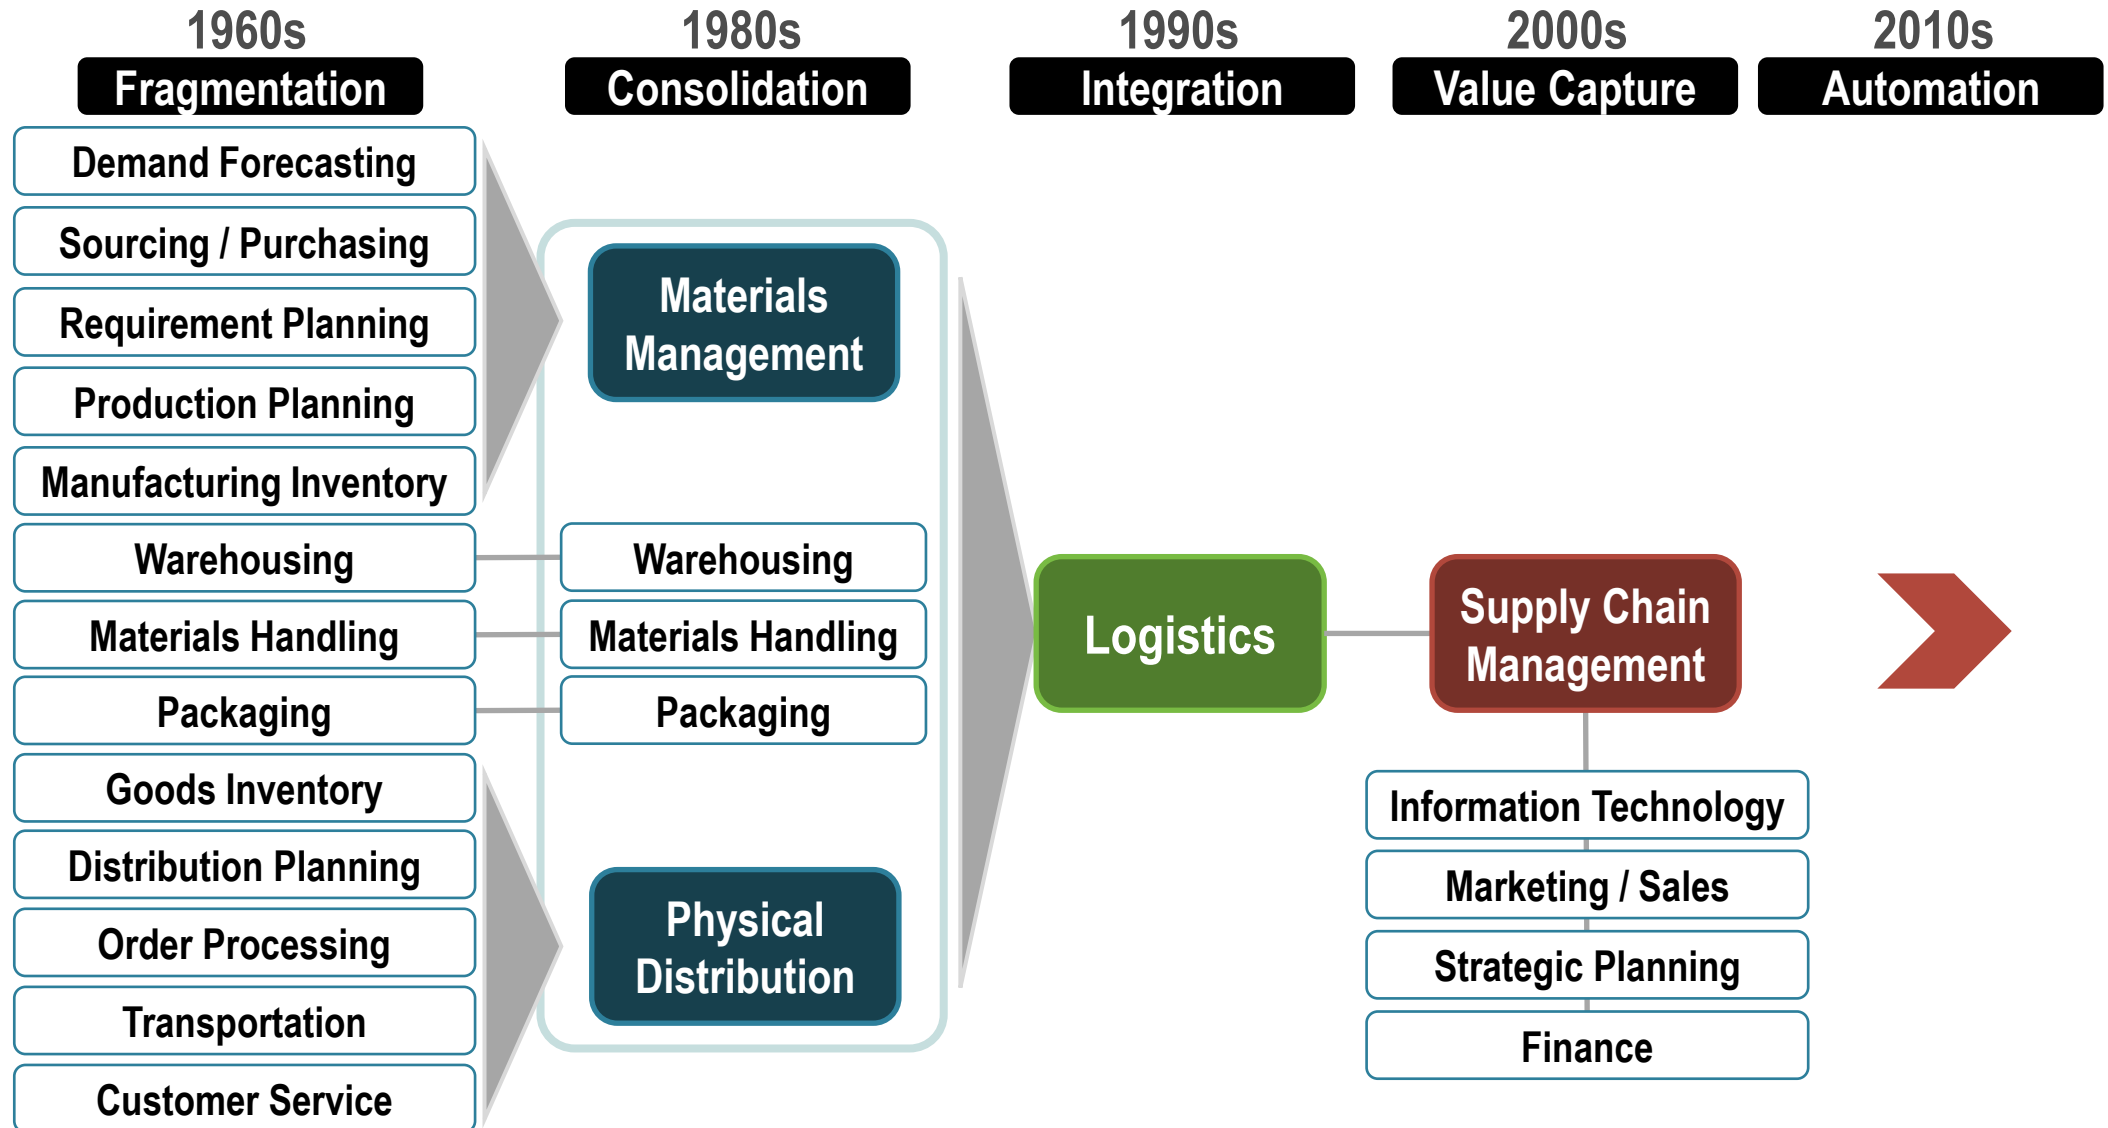 1960s
Fragmentation
Demand Forecasting
Sourcing / Purchasing
Requirement Planning
Production Planning
Manufacturing Inventory
Warehousing
Materials Handling
Packaging
Goods Inventory
Distribution Planning
Order Processing
Transportation
Customer Service
1980s
Consolidation
Materials
Management
Warehousing
Materials Handling
Packaging
Physical
Distribution
1990s
Integration
Logistics
2000s
Value Capture
Supply Chain
Management
Information Technology
Marketing / Sales
Strategic Planning
Finance
2010s
Automation